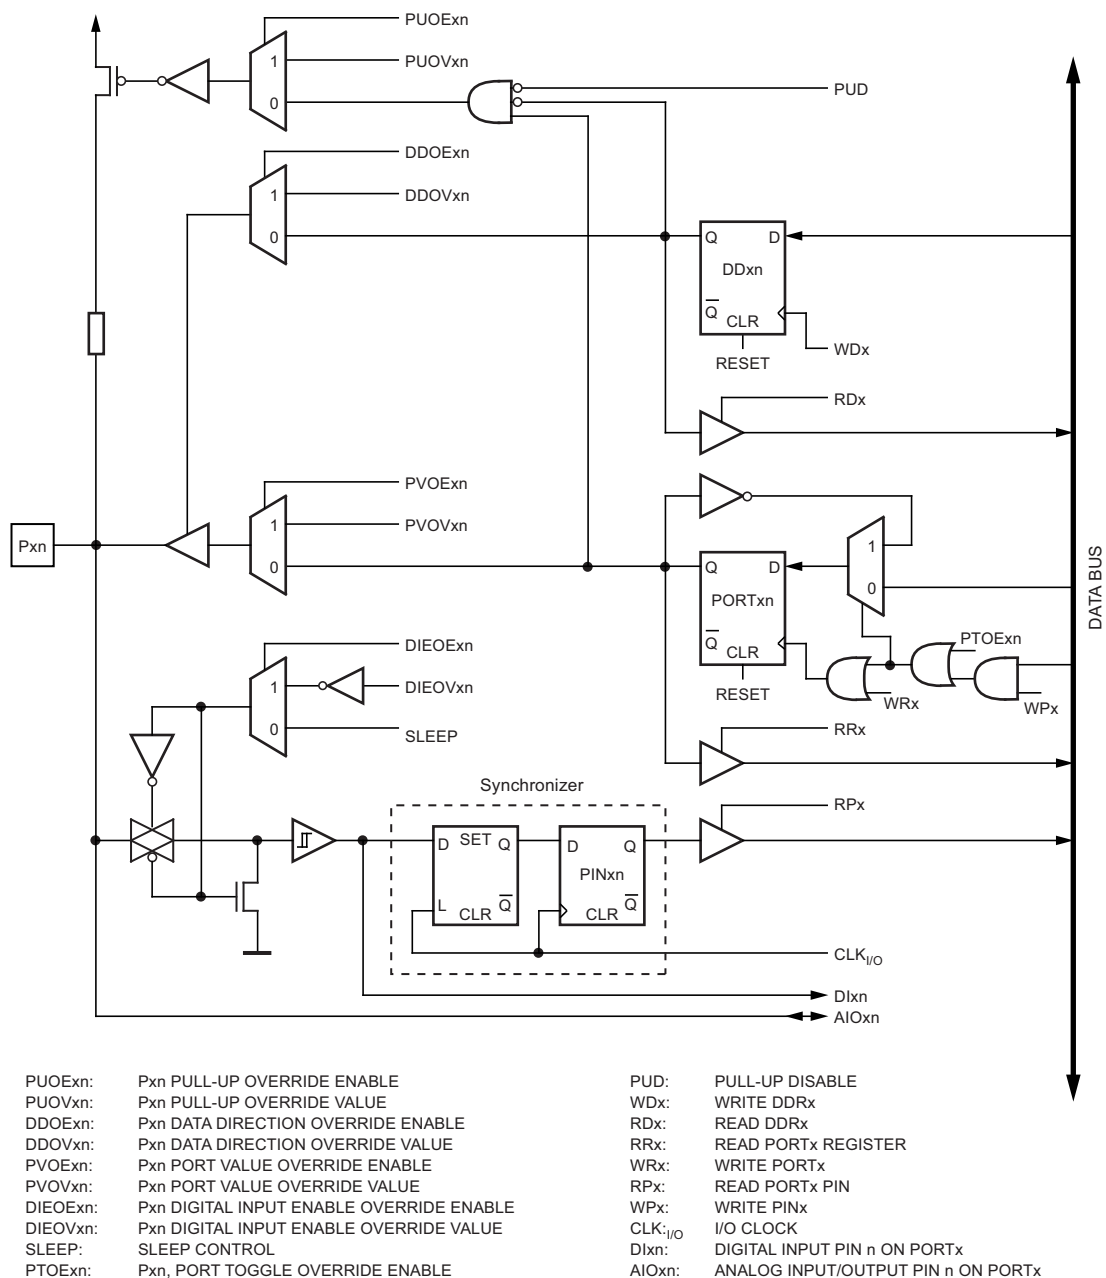 PUOExn
PUOVxn
1
0
PUD
DDOExn
DDOVxn
1
0
Q D
DDxn
Q
CLR
RESET
WDx
RDx
PVOExn
PVOVxn
1
0
Pxn
1
0
Q D
PORTxn
Q
CLR
RESET
DATA BUS
PTOExn
WRx
WPx
DIEOExn
DIEOVxn
1
0
SLEEP
RRx
Synchronizer
RPx
D SET Q
L CLR Q
D Q
PINxn
CLR Q
CLKI/O
DIxn
AIOxn
PUOExn: Pxn PULL-UP OVERRIDE ENABLE
PUOVxn: Pxn PULL-UP OVERRIDE VALUE
DDOExn: Pxn DATA DIRECTION OVERRIDE ENABLE
DDOVxn: Pxn DATA DIRECTION OVERRIDE VALUE
PVOExn: Pxn PORT VALUE OVERRIDE ENABLE
PVOVxn: Pxn PORT VALUE OVERRIDE VALUE
DIEOExn: Pxn DIGITAL INPUT ENABLE OVERRIDE ENABLE
DIEOVxn: Pxn DIGITAL INPUT ENABLE OVERRIDE VALUE
SLEEP: SLEEP CONTROL
PTOExn: Pxn, PORT TOGGLE OVERRIDE ENABLE
PUD: PULL-UP DISABLE
WDx: WRITE DDRx
RDx: READ DDRx
RRx: READ PORTx REGISTER
WRx: WRITE PORTx
RPx: READ PORTx PIN
WPx: WRITE PINx
CLK:I/O I/O CLOCK
DIxn: DIGITAL INPUT PIN n ON PORTx
AIOxn: ANALOG INPUT/OUTPUT PIN n ON PORTx